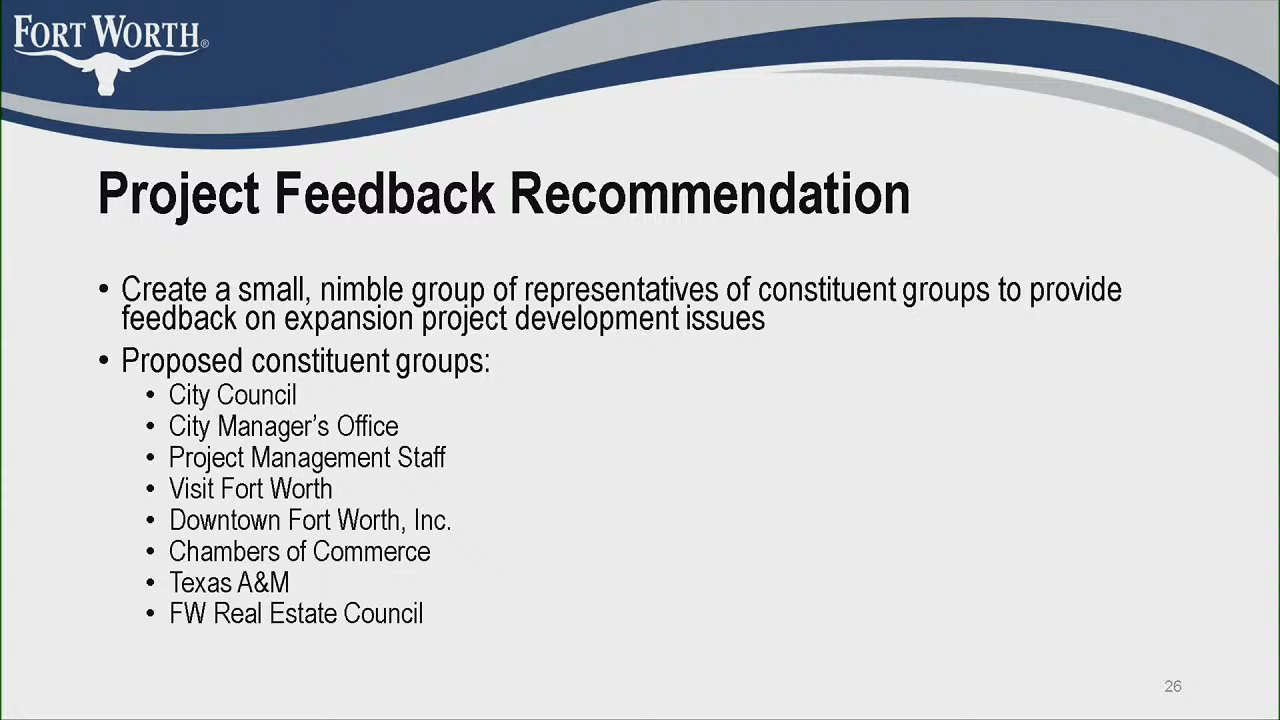 FORT WORTH®
Project Feedback Recommendation
• Create a small, nimble group of representatives of constituent groups to provide
feedback on expansion project development issues
• Proposed constituent groups:
• City Council
• City Manager’s Office
• Project Management Staff
• Visit Fort Worth
• Downtown Fort Worth, Inc.
• Chambers of Commerce
• Texas A&M
• FW Real Estate Council
26